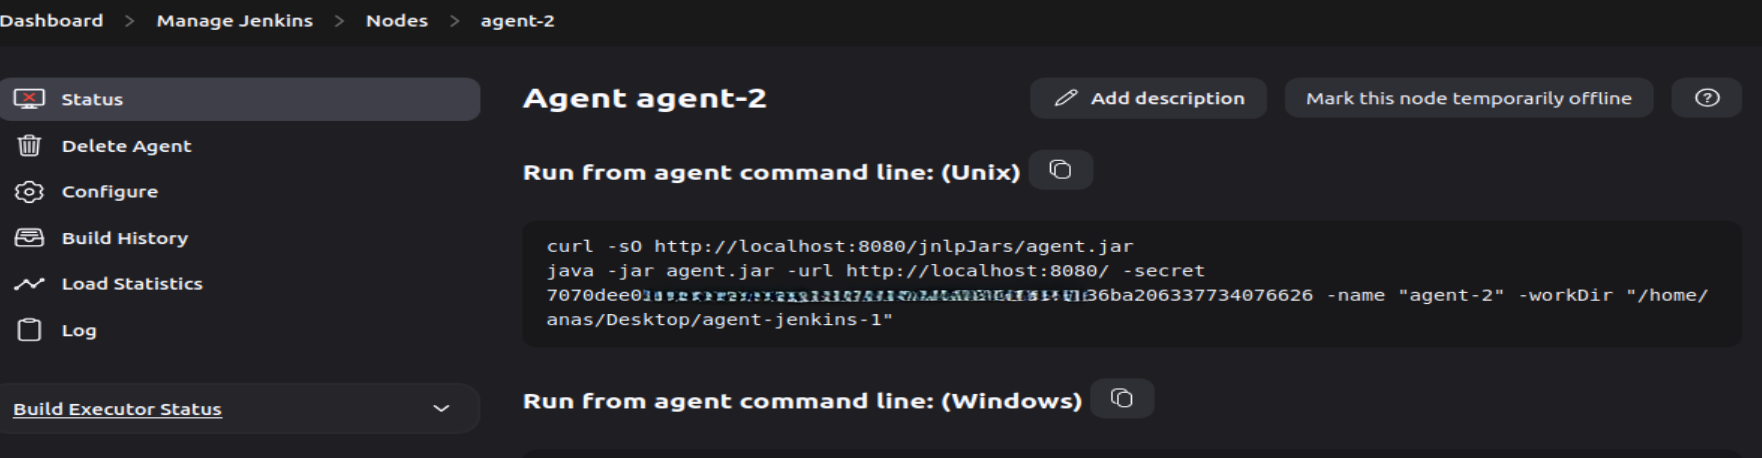 Dashboard > Manage Jenkins > Nodes > agent-2
Status
Delete Agent
Configure
Build History
Load Statistics
Log
Build Executor Status
Agent agent-2
Add description
Mark this node temporarily offline
Run from agent command line: (Unix)
curl -sO http://localhost:8080/jnlpJars/agent.jar
java -jar agent.jar -url http://localhost:8080/ -secret
7070dee0 36ba206337734076626 -name "agent-2" -workDir "/home/
anas/Desktop/agent-jenkins-1"
Run from agent command line: (Windows)